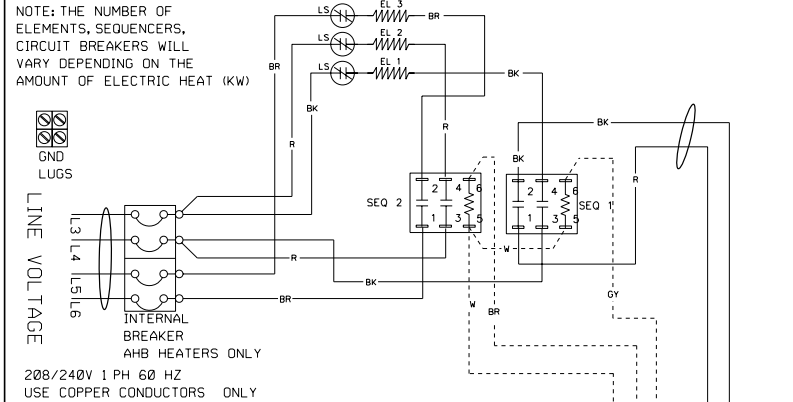 NOTE: THE NUMBER OF
ELEMENTS, SEQUENCERS,
CIRCUIT BREAKERS WILL
VARY DEPENDING ON THE
AMOUNT OF ELECTRIC HEAT (KW)
LS
EL 3
BR
LS
EL 2
LS
EL 1
BK
BR
BK
R
R
BK
BK
R
GND
LUGS
SEQ 2
2
4
6
1
3
5
2
4
6
1
3
5
SEQ 1
LINE VOLTAGE
L3
L4
L5
L6
R
W
BK
BR
W
BR
GY
INTERNAL
BREAKER
AHB HEATERS ONLY
208/240V 1 PH 60 HZ
USE COPPER CONDUCTORS ONLY